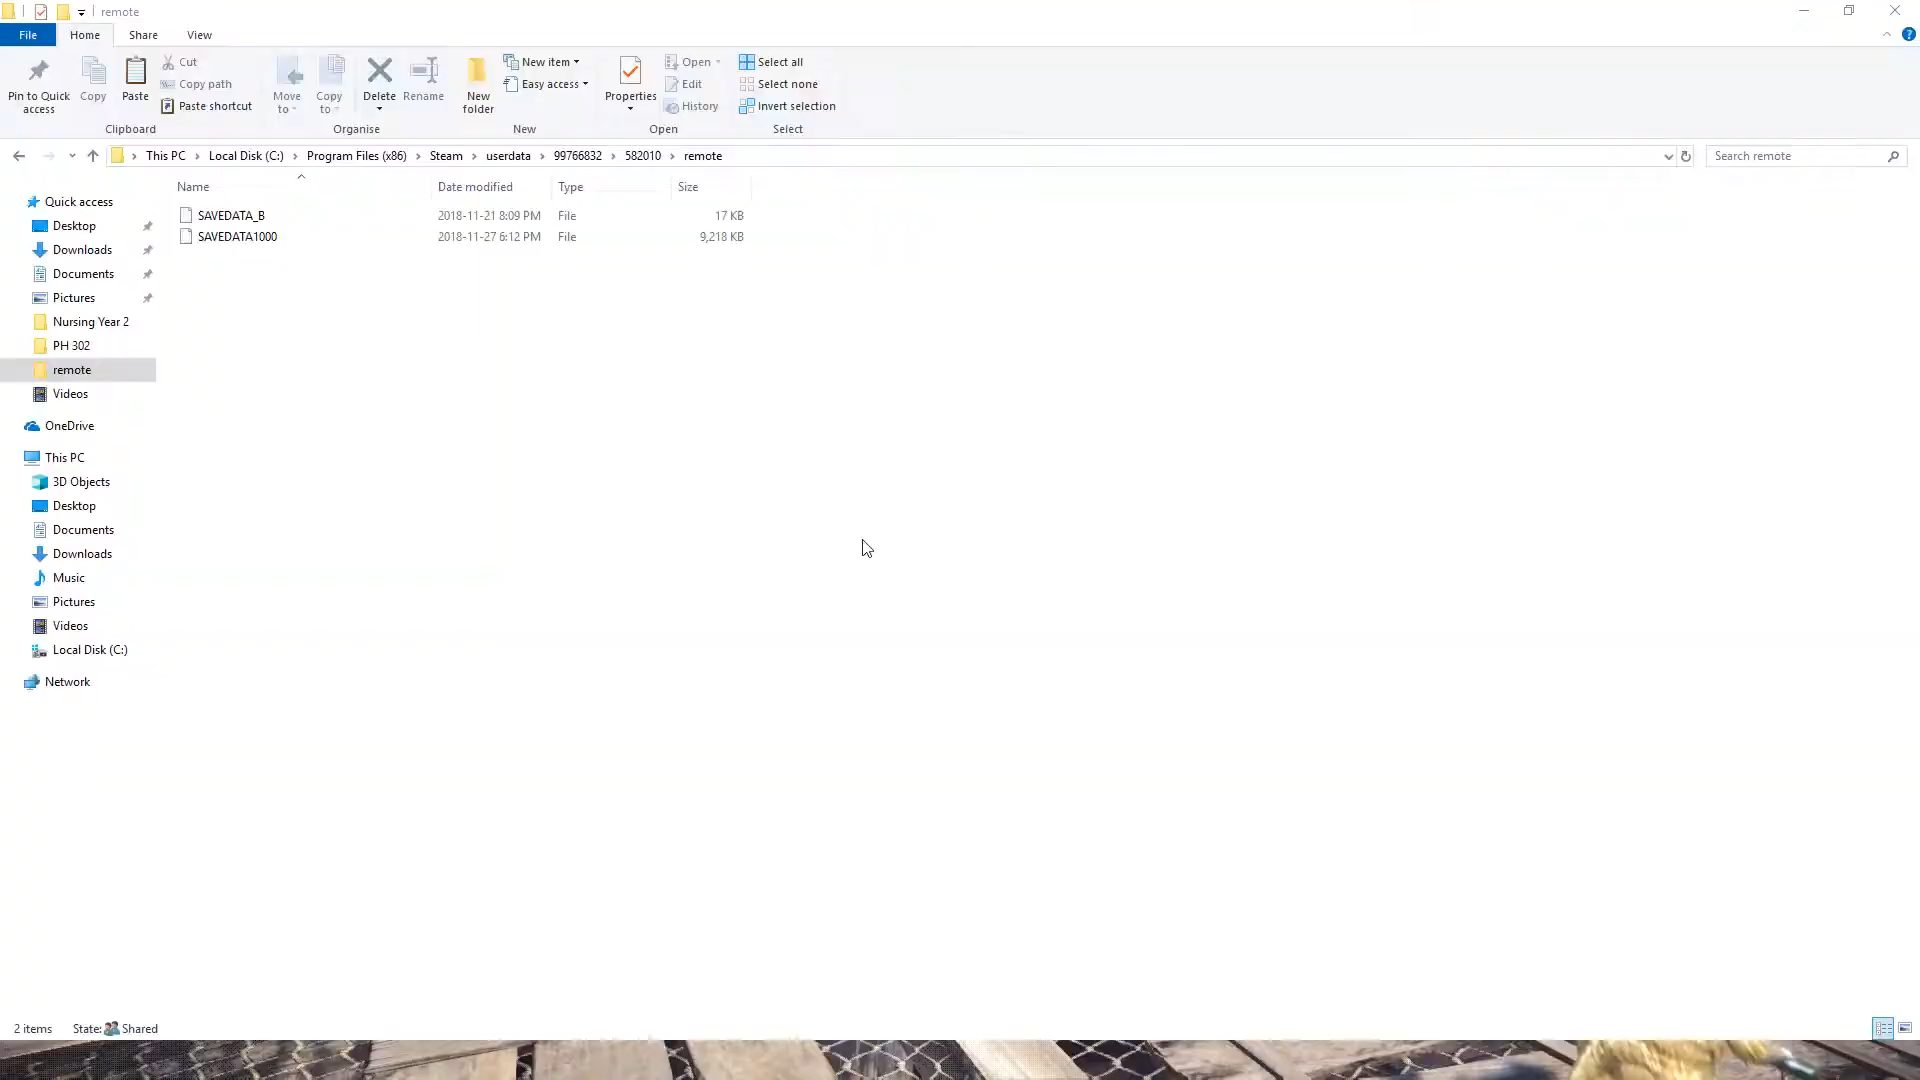 remote
File Home Share View
Pin to Quick access
Copy
Paste
Cut
Copy path
Paste shortcut
Clipboard
Move to
Copy to
Delete
Rename
Organise
New folder
New item
Easy access
New
Properties
Open
Edit
History
Open
Select all
Select none
Invert selection
Select
This PC > Local Disk (C:) > Program Files (x86) > Steam > userdata > 99766832 > 582010 > remote
Search remote
Name Date modified Type Size
SAVEDATA_B 2018-11-21 8:09 PM File 17 KB
SAVEDATA1000 2018-11-27 6:12 PM File 9,218 KB
Quick access
Desktop
Downloads
Documents
Pictures
Nursing Year 2
PH 302
remote
Videos
OneDrive
This PC
3D Objects
Desktop
Documents
Downloads
Music
Pictures
Videos
Local Disk (C:)
Network
2 items State: Shared